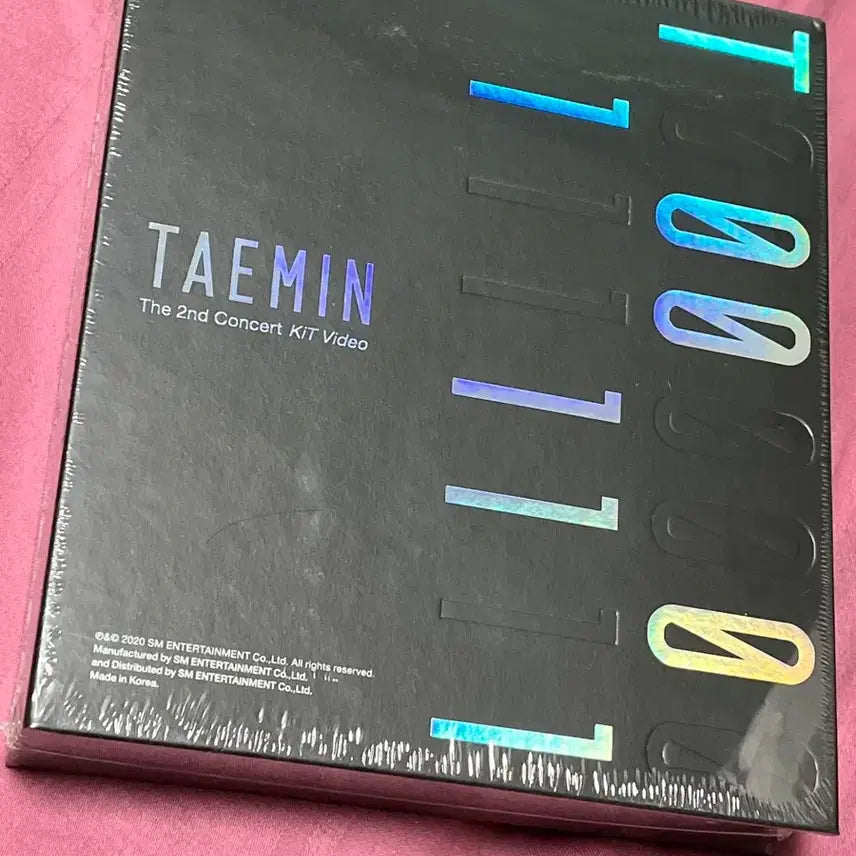 T1001101
TAEMIN
The 2nd Concert KiT Video
℗&© 2020 SM ENTERTAINMENT Co.,Ltd. All rights reserved.
Manufactured by SM ENTERTAINMENT Co.,Ltd.
and Distributed by SM ENTERTAINMENT Co.,Ltd.
Made in Korea.